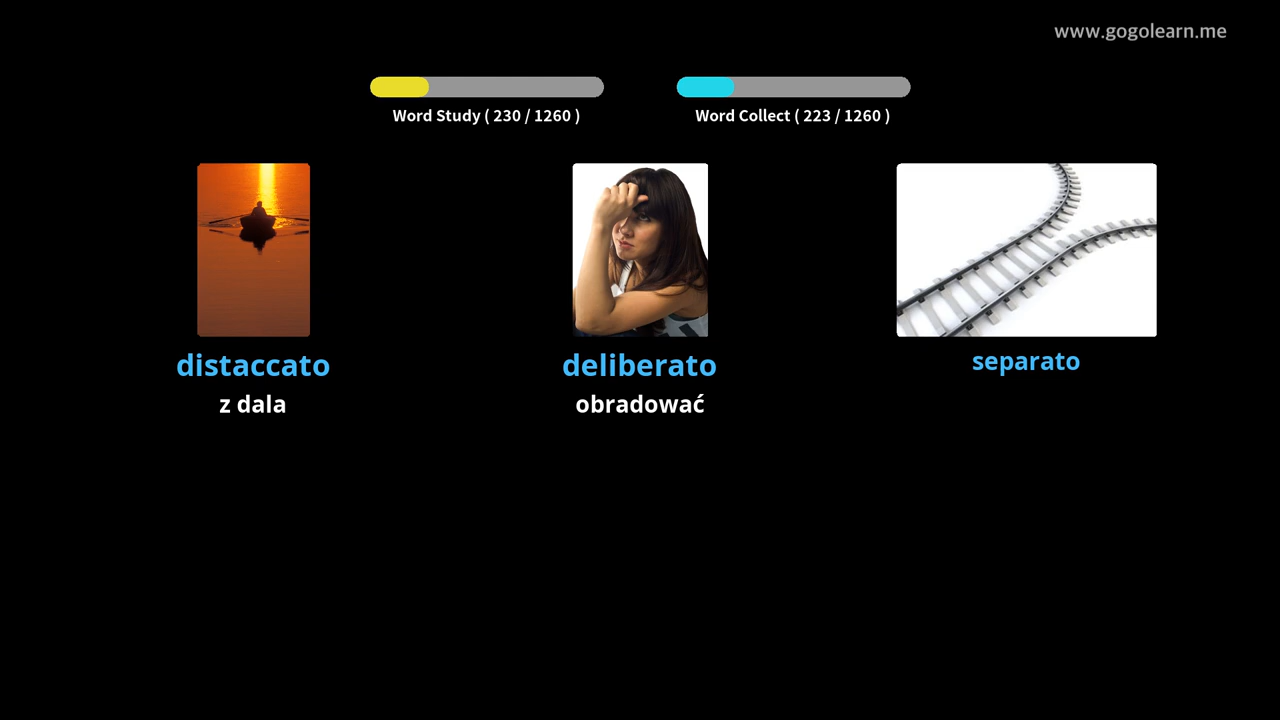 www.gogolearn.me
Word Study ( 230 / 1260 )
Word Collect ( 223 / 1260 )
distaccato
z dala
deliberato
obradować
separato